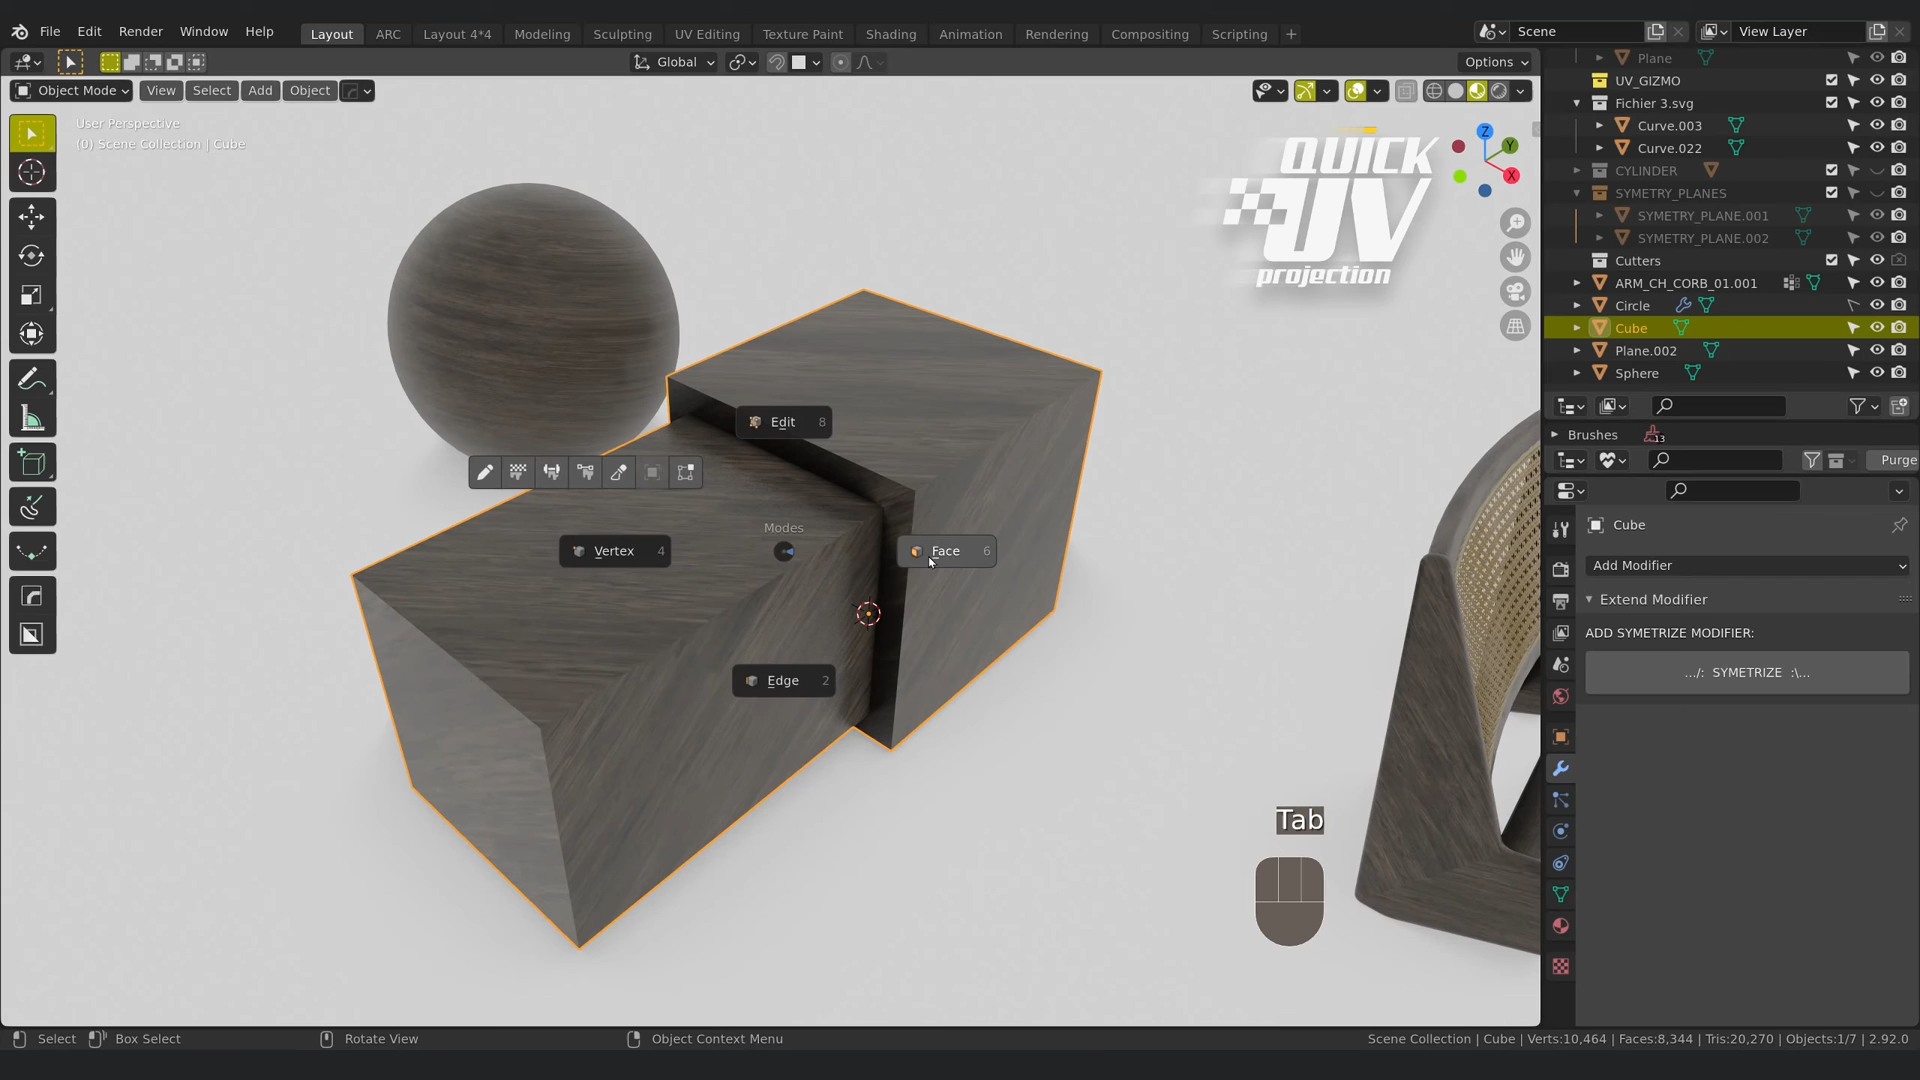 File Edit Render Window Help Layout ARC Layout 4*4 Modeling Sculpting UV Editing Texture Paint Shading Animation Rendering Compositing Scripting + Scene View Layer
Global Options
Object Mode View Select Add Object
User Perspective
(0) Scene Collection | Cube
QUICK
UV
projection
Z
Y
X
Plane
UV_GIZMO
Fichier 3.svg
Curve.003
Curve.022
CYLINDER
SYMETRY_PLANES
SYMETRY_PLANE.001
SYMETRY_PLANE.002
Cutters
ARM_CH_CORB_01.001
Circle
Cube
Plane.002
Sphere
Brushes 13
Purge
Cube
Add Modifier
Extend Modifier
ADD SYMETRIZE MODIFIER:
.../: SYMETRIZE :\...
Edit 8
Modes
Vertex 4
Face 6
Edge 2
Tab
Select Box Select Rotate View Object Context Menu Scene Collection | Cube | Verts:10,464 | Faces:8,344 | Tris:20,270 | Objects:1/7 | 2.92.0